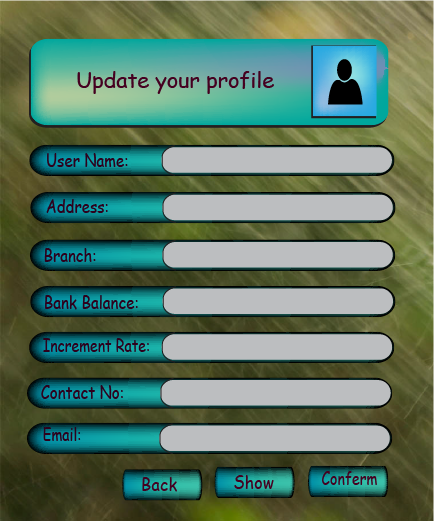 Update your profile
User Name:
Address:
Branch:
Bank Balance:
Increment Rate:
Contact No:
Email:
Back Show Conferm